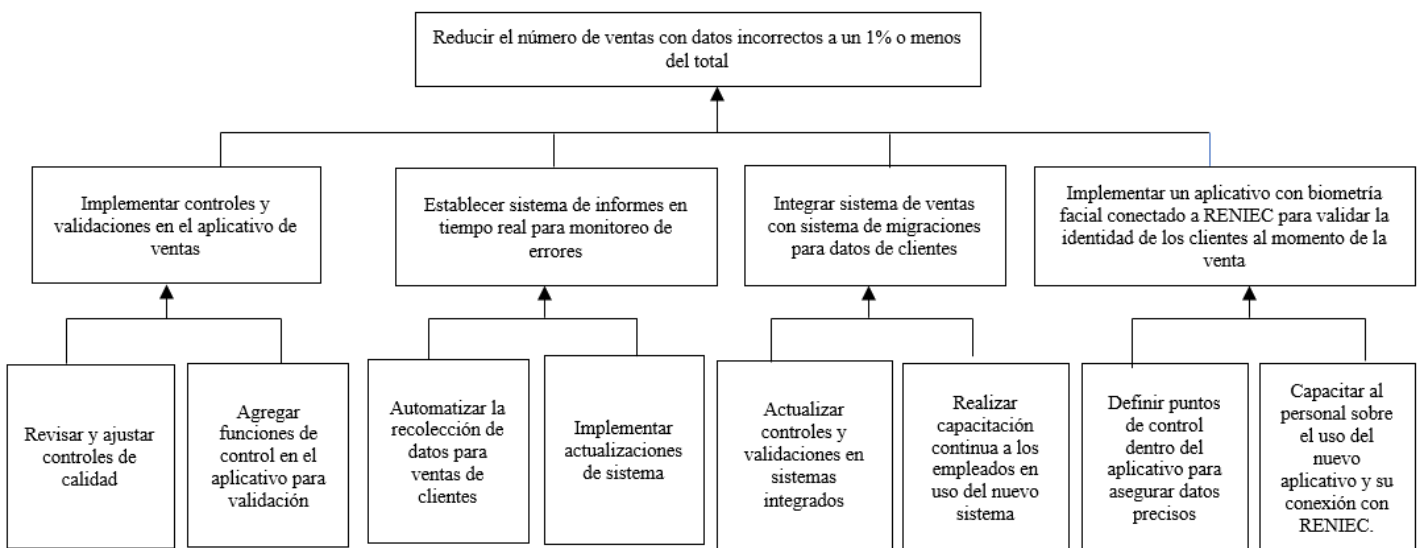 Reducir el número de ventas con datos incorrectos a un 1% o menos
del total
Implementar controles y
validaciones en el aplicativo de
ventas
Establecer sistema de informes en
tiempo real para monitoreo de
errores
Integrar sistema de ventas
con sistema de migraciones
para datos de clientes
Implementar un aplicativo con biometría
facial conectado a RENIEC para validar la
identidad de los clientes al momento de la
venta
Revisar y ajustar
controles de
calidad
Agregar
funciones de
control en el
aplicativo para
validación
Automatizar la
recolección de
datos para
ventas de
clientes
Implementar
actualizaciones
de sistema
Actualizar
controles y
validaciones en
sistemas
integrados
Realizar
capacitación
continua a los
empleados en
uso del nuevo
sistema
Definir puntos
de control
dentro del
aplicativo para
asegurar datos
precisos
Capacitar al
personal sobre
el uso del
nuevo
aplicativo y su
conexión con
RENIEC.